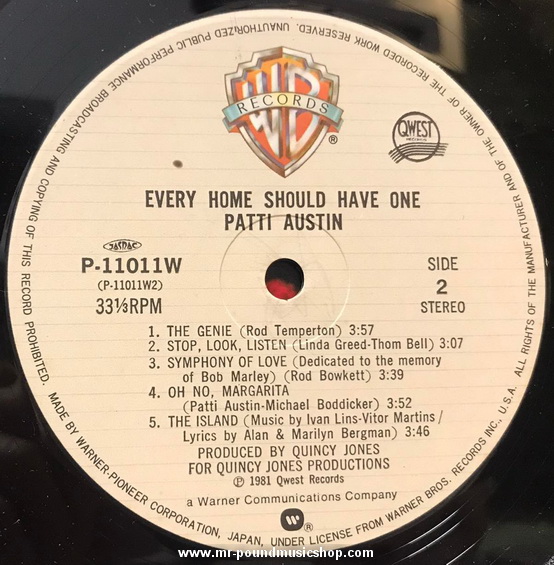 UNAUTHORIZED PUBLIC PERFORMANCE BROADCASTING AND COPYING OF THIS RECORD PROHIBITED. MADE BY WARNER-PIONEER CORPORATION, JAPAN, UNDER LICENSE FROM WARNER BROS. RECORDS INC., U.S.A. ALL RIGHTS OF THE MANUFACTURER AND OF THE OWNER OF THE RECORDED WORK RESERVED.
WB
RECORDS
®
QWEST
RECORDS
EVERY HOME SHOULD HAVE ONE
PATTI AUSTIN
JASRAC
P-11011W
(P-11011W2)
33⅓RPM
SIDE
2
STEREO
1. THE GENIE (Rod Temperton) 3:57
2. STOP, LOOK, LISTEN (Linda Greed-Thom Bell) 3:07
3. SYMPHONY OF LOVE (Dedicated to the memory
of Bob Marley) (Rod Bowkett) 3:39
4. OH NO, MARGARITA
(Patti Austin-Michael Boddicker) 3:52
5. THE ISLAND (Music by Ivan Lins-Vitor Martins/
Lyrics by Alan & Marilyn Bergman) 3:46
PRODUCED BY QUINCY JONES
FOR QUINCY JONES PRODUCTIONS
℗ 1981 Qwest Records
a Warner Communications Company
®
www.mr-poundmusicshop.com